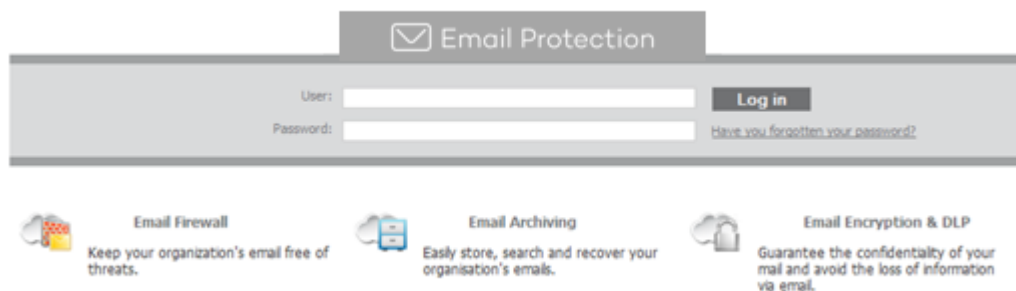 Email Protection
User:
Log in
Password:
Have you forgotten your password?
Email Firewall
Keep your organization's email free of
threats.
Email Archiving
Easily store, search and recover your
organisation's emails.
Email Encryption & DLP
Guarantee the confidentiality of your
mail and avoid the loss of information
via email.